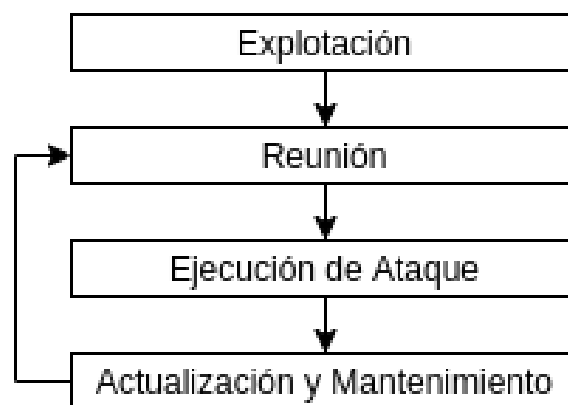 Explotación
Reunión
Ejecución de Ataque
Actualización y Mantenimiento